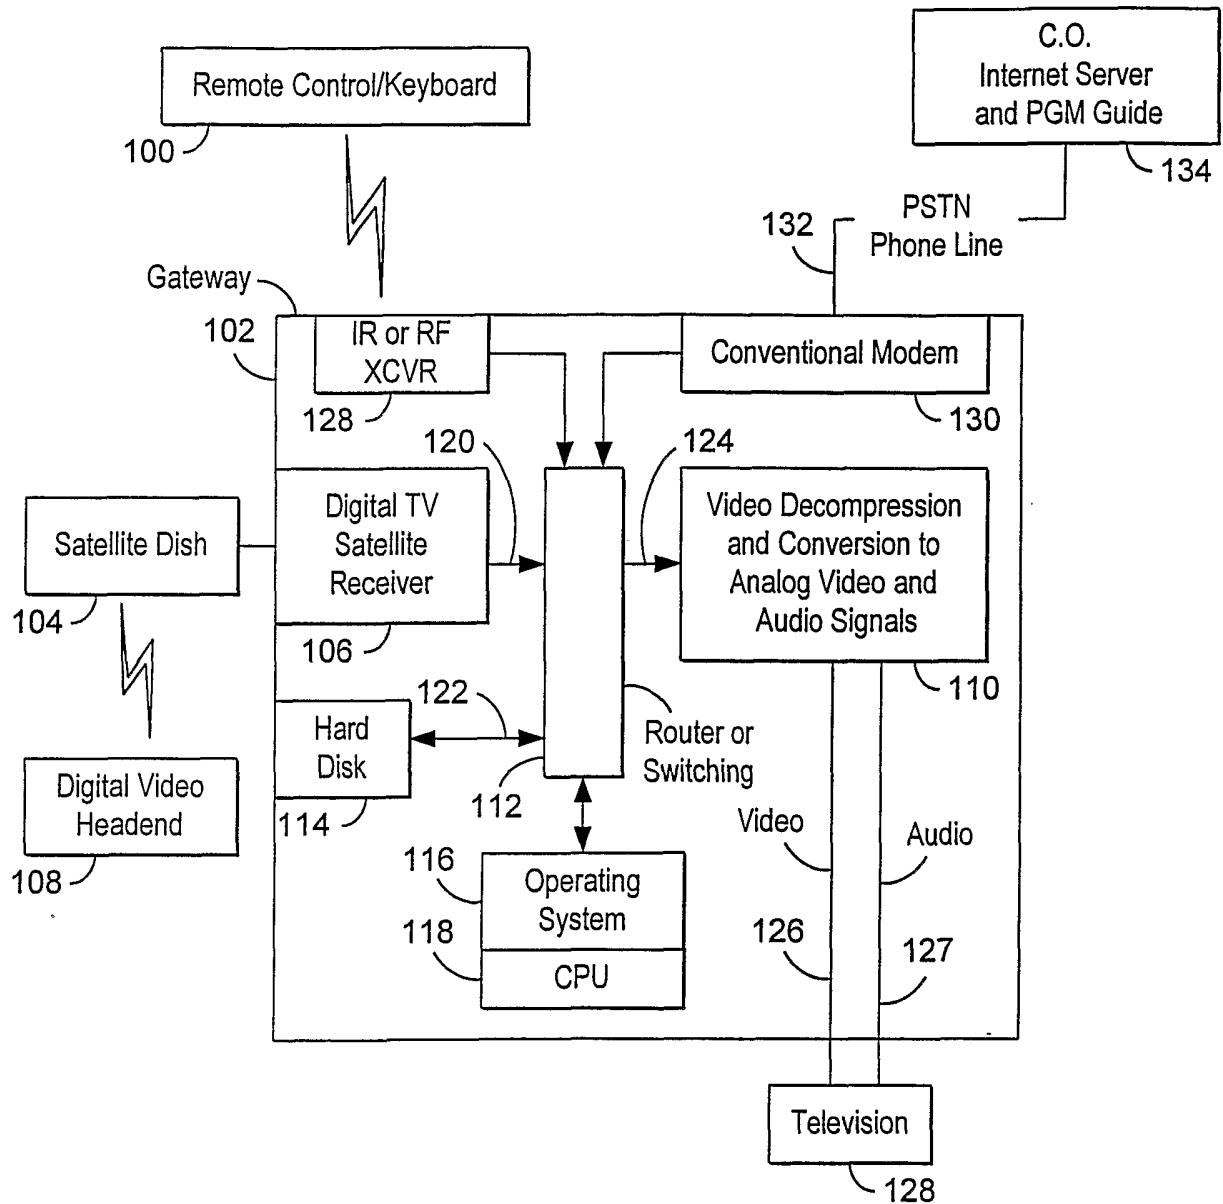 C.O.
Internet Server
and PGM Guide
134
Remote Control/Keyboard
100
PSTN
Phone Line
132
Gateway
102
IR or RF
XCVR
128
Conventional Modem
130
120
124
Digital TV
Satellite
Receiver
106
Video Decompression
and Conversion to
Analog Video and
Audio Signals
110
Satellite Dish
104
122
Hard
Disk
114
112
Router or
Switching
Digital Video
Headend
108
Video
Audio
116
Operating
System
118
CPU
126
127
Television
128